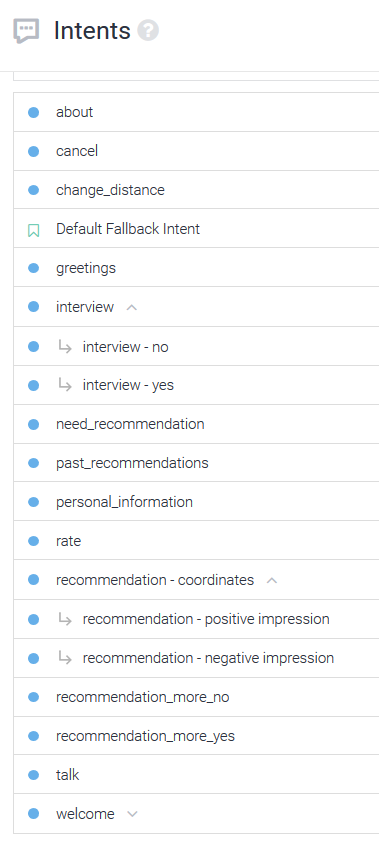 Intents ?
about
cancel
change_distance
Default Fallback Intent
greetings
interview
interview - no
interview - yes
need_recommendation
past_recommendations
personal_information
rate
recommendation - coordinates
recommendation - positive impression
recommendation - negative impression
recommendation_more_no
recommendation_more_yes
talk
welcome